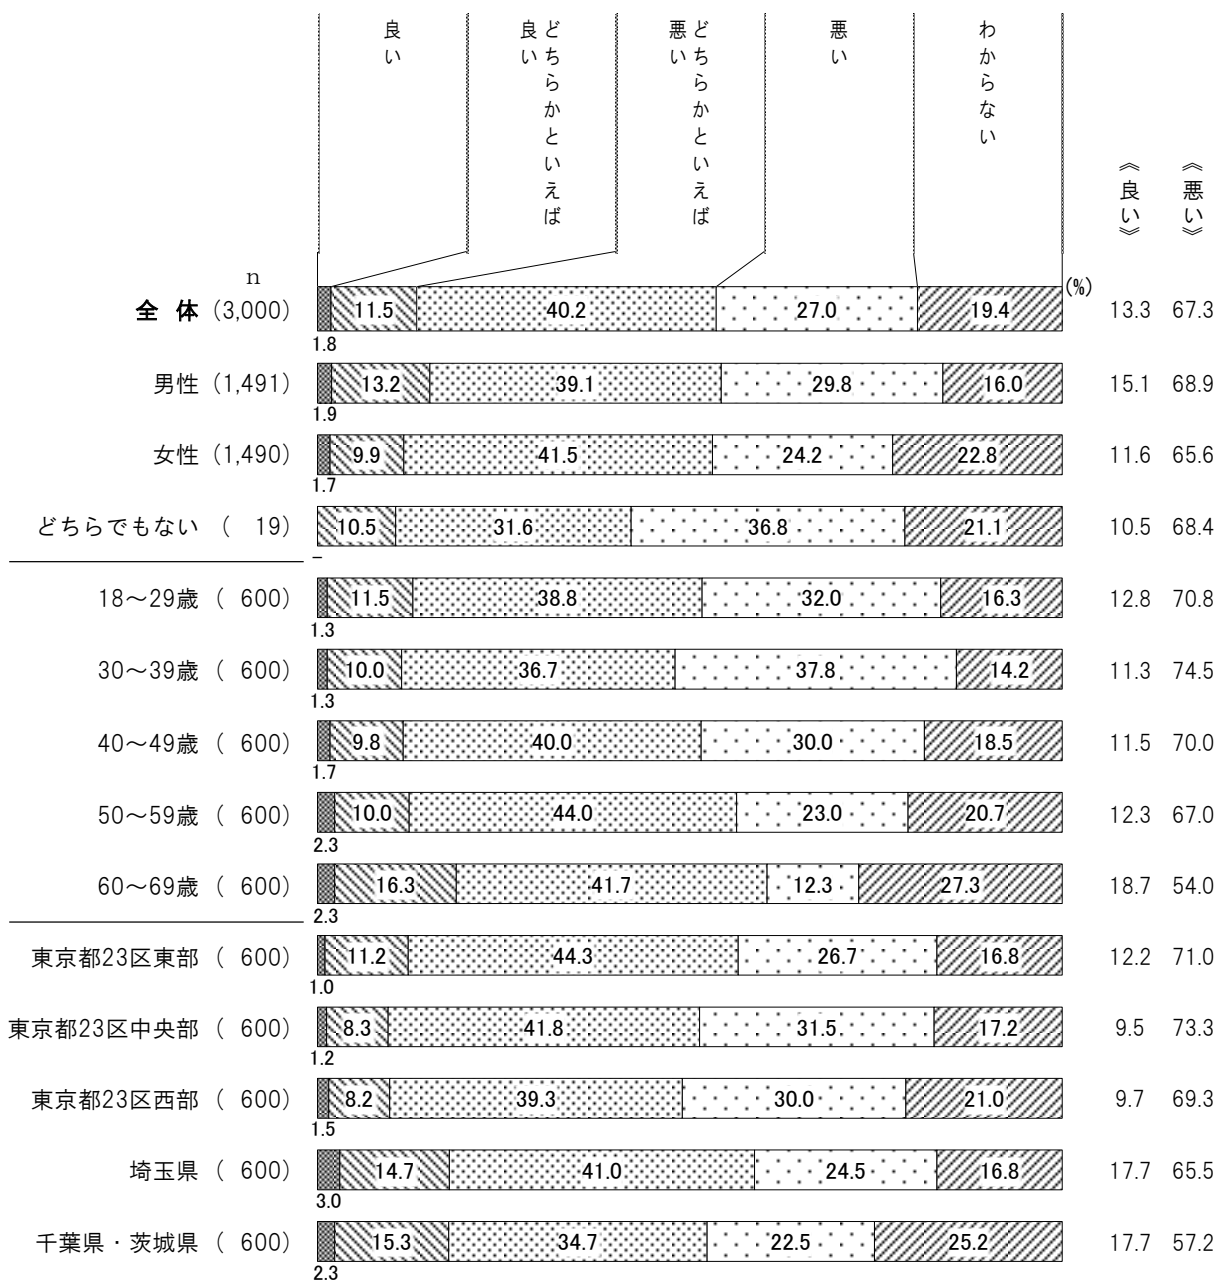 良い
どちらかといえば
良い
どちらかといえば
悪い
悪い
わからない
《良い》
《悪い》
n
(%)
全 体 (3,000) 11.5 40.2 27.0 19.4 13.3 67.3
1.8
男性 (1,491) 13.2 39.1 29.8 16.0 15.1 68.9
1.9
女性 (1,490) 9.9 41.5 24.2 22.8 11.6 65.6
1.7
どちらでもない ( 19) 10.5 31.6 36.8 21.1 10.5 68.4
–
18～29歳 ( 600) 11.5 38.8 32.0 16.3 12.8 70.8
1.3
30～39歳 ( 600) 10.0 36.7 37.8 14.2 11.3 74.5
1.3
40～49歳 ( 600) 9.8 40.0 30.0 18.5 11.5 70.0
1.7
50～59歳 ( 600) 10.0 44.0 23.0 20.7 12.3 67.0
2.3
60～69歳 ( 600) 16.3 41.7 12.3 27.3 18.7 54.0
2.3
東京都23区東部 ( 600) 11.2 44.3 26.7 16.8 12.2 71.0
1.0
東京都23区中央部 ( 600) 8.3 41.8 31.5 17.2 9.5 73.3
1.2
東京都23区西部 ( 600) 8.2 39.3 30.0 21.0 9.7 69.3
1.5
埼玉県 ( 600) 14.7 41.0 24.5 16.8 17.7 65.5
3.0
千葉県・茨城県 ( 600) 15.3 34.7 22.5 25.2 17.7 57.2
2.3